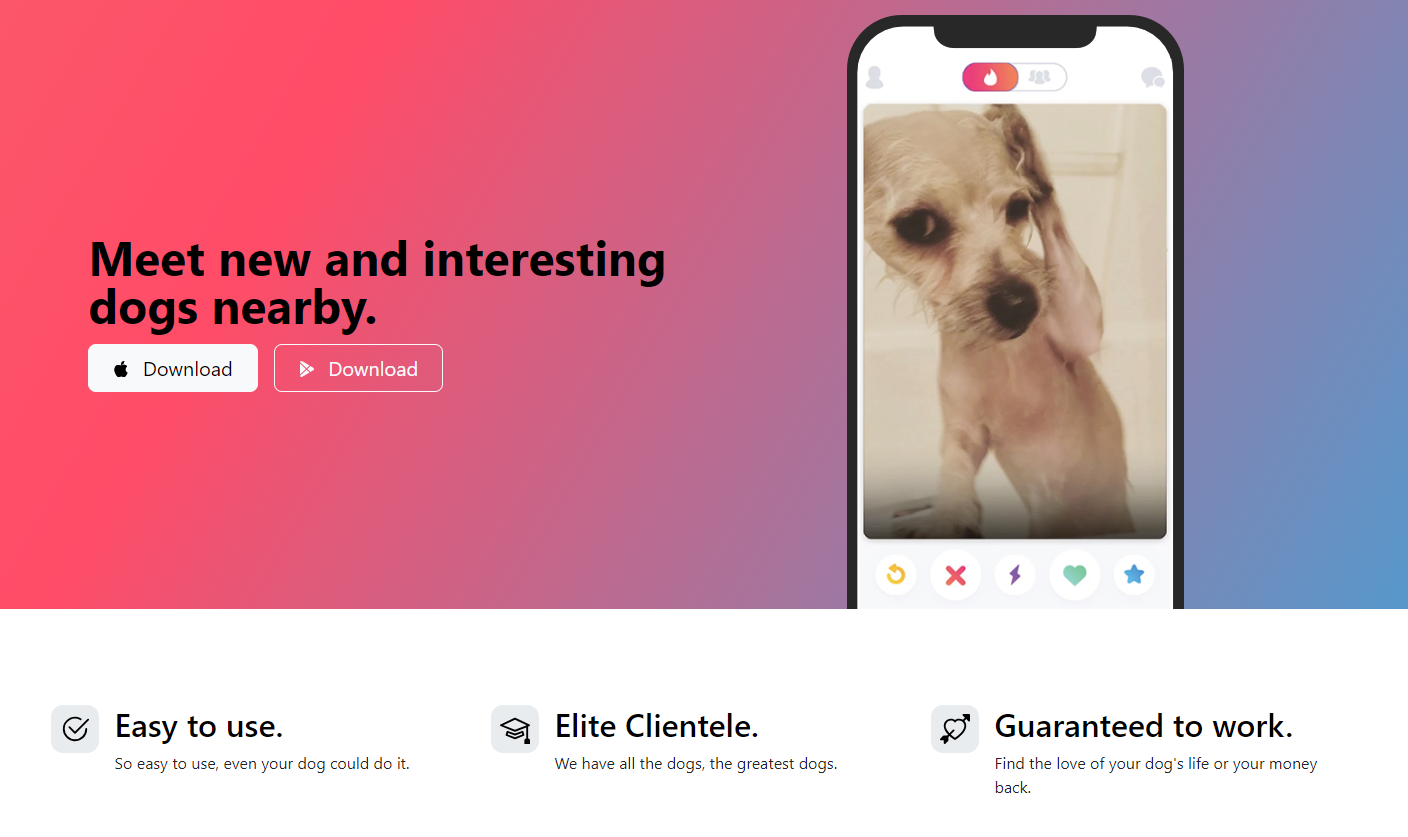 Meet new and interesting
dogs nearby.
Download
Download
Easy to use.
So easy to use, even your dog could do it.
Elite Clientele.
We have all the dogs, the greatest dogs.
Guaranteed to work.
Find the love of your dog's life or your money
back.